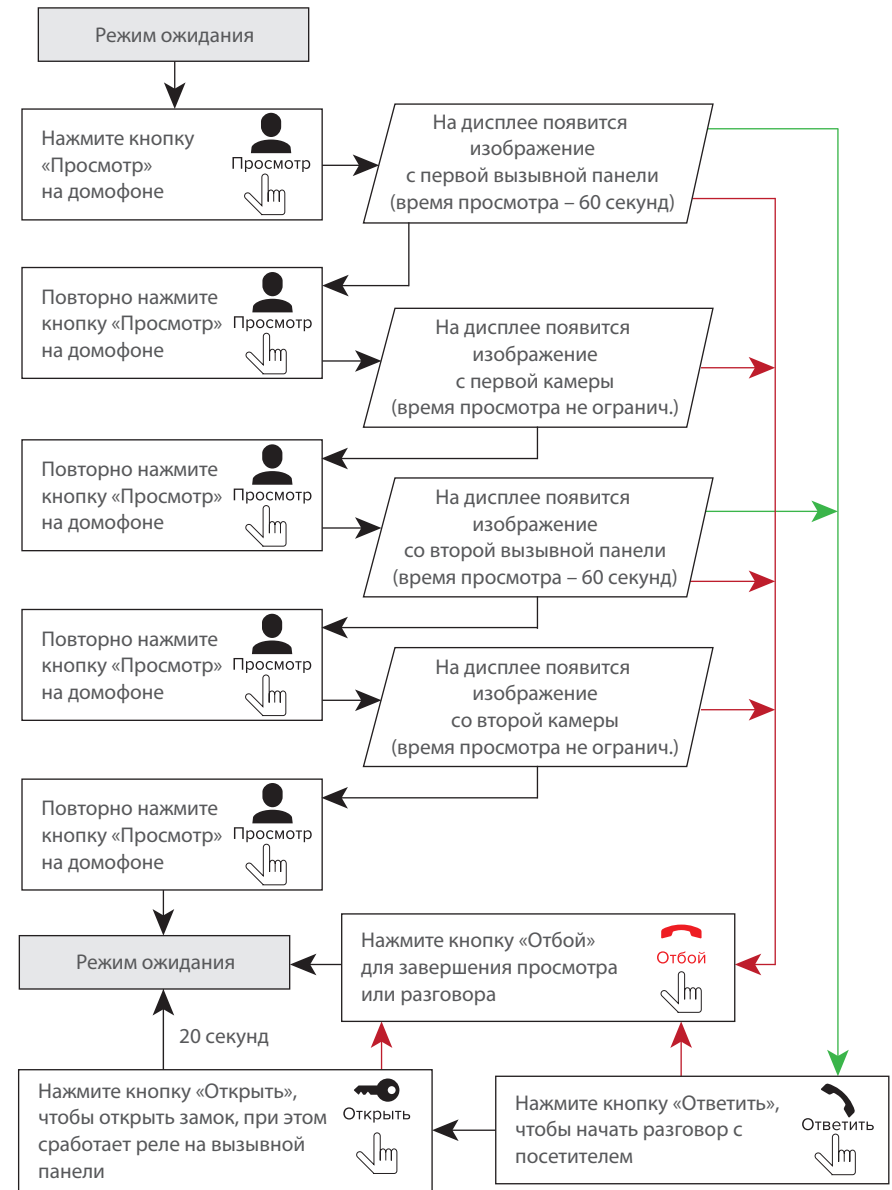 Режим ожидания
Нажмите кнопку
«Просмотр»
на домофоне
Просмотр
На дисплее появится
изображение
с первой вызывной панели
(время просмотра – 60 секунд)
Повторно нажмите
кнопку «Просмотр»
на домофоне
Просмотр
На дисплее появится
изображение
с первой камеры
(время просмотра не огранич.)
Повторно нажмите
кнопку «Просмотр»
на домофоне
Просмотр
На дисплее появится
изображение
со второй вызывной панели
(время просмотра – 60 секунд)
Повторно нажмите
кнопку «Просмотр»
на домофоне
Просмотр
На дисплее появится
изображение
со второй камеры
(время просмотра не огранич.)
Повторно нажмите
кнопку «Просмотр»
на домофоне
Просмотр
Режим ожидания
Нажмите кнопку «Отбой»
для завершения просмотра
или разговора
Отбой
20 секунд
Нажмите кнопку «Открыть»,
чтобы открыть замок, при этом
сработает реле на вызывной
панели
Открыть
Нажмите кнопку «Ответить»,
чтобы начать разговор с
посетителем
Ответить